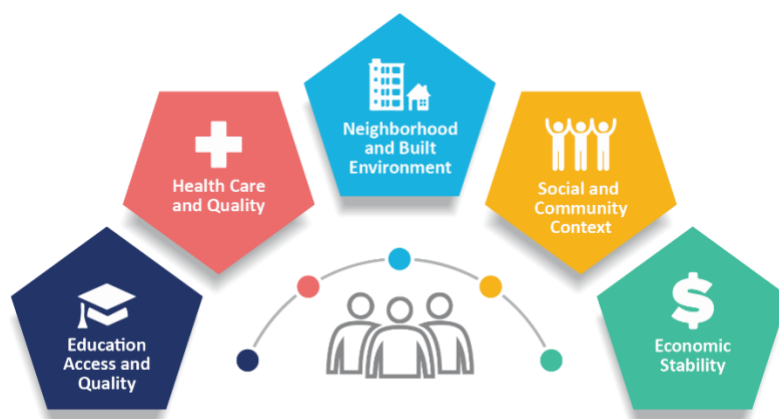 Education
Access and
Quality
Health Care
and Quality
Neighborhood
and Built
Environment
Social and
Community
Context
$
Economic
Stability